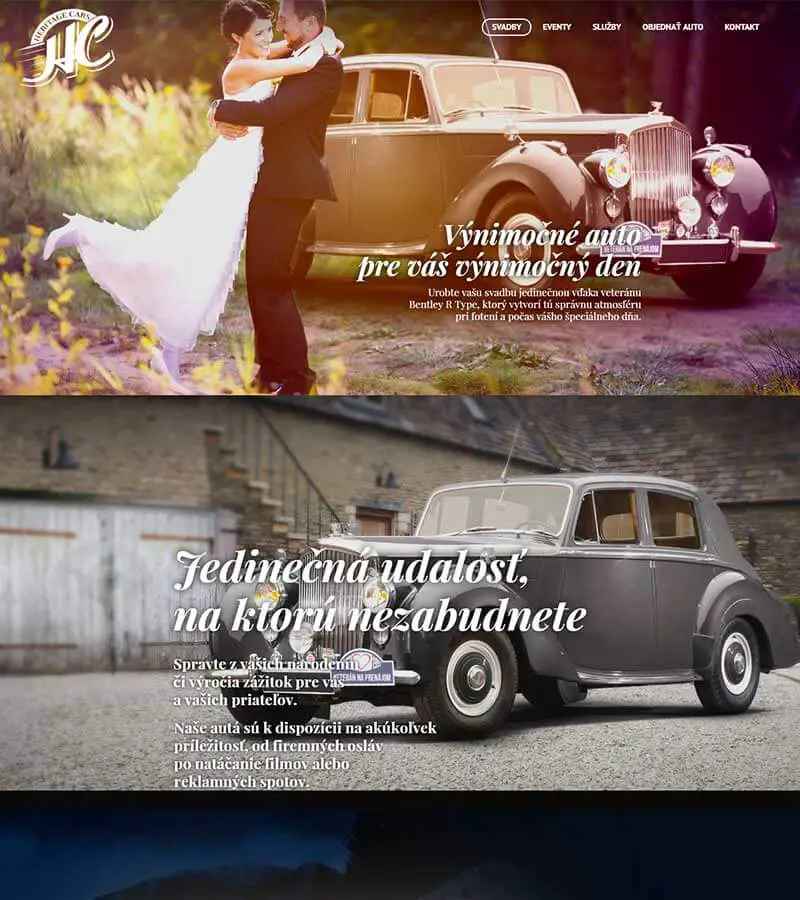 HERITAGE CARS
HC
SVADBY
EVENTY
SLUŽBY
OBJEDNAŤ AUTO
KONTAKT
Výnimočné auto
VETERÁN NA PRENÁJOM
pre váš výnimočný deň
Urobte vašu svadbu jedinečnou vďaka veteránu
Bentley R Type, ktorý vytvorí tú správnu atmosféru
pri fotení a počas vášho špeciálneho dňa.
Jedinečná udalosť,
na ktorú nezabudnete
Spravte z vašich narodenín
či výročia zážitok pre vás
VETERÁN NA PRENÁJOM
a vašich priateľov.
Naše autá sú k dispozícii na akúkoľvek
príležitosť, od firemných osláv
po natáčanie filmov alebo
reklamných spotov.